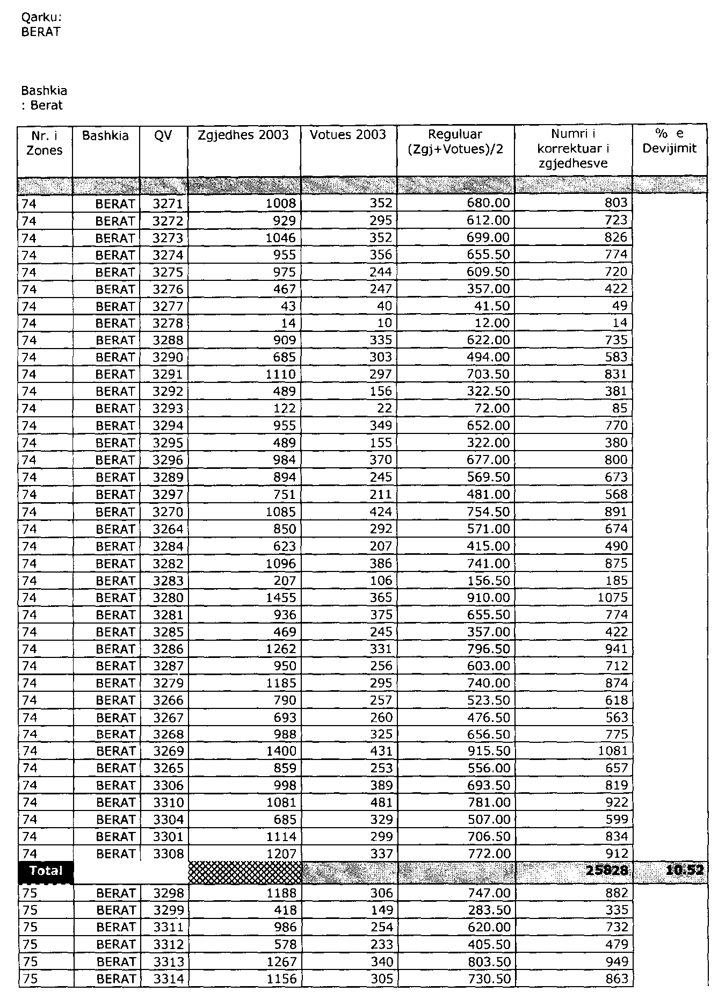 Qarku:
BERAT
Bashkia
: Berat
Nr. i Zones Bashkia QV Zgjedhes 2003 Votues 2003 Reguluar (Zgj+Votues)/2 Numri i korrektuar i zgjedhesve % e Devijimit
74 BERAT 3271 1008 352 680.00 803
74 BERAT 3272 929 295 612.00 723
74 BERAT 3273 1046 352 699.00 826
74 BERAT 3274 955 356 655.50 774
74 BERAT 3275 975 244 609.50 720
74 BERAT 3276 467 247 357.00 422
74 BERAT 3277 43 40 41.50 49
74 BERAT 3278 14 10 12.00 14
74 BERAT 3288 909 335 622.00 735
74 BERAT 3290 685 303 494.00 583
74 BERAT 3291 1110 297 703.50 831
74 BERAT 3292 489 156 322.50 381
74 BERAT 3293 122 22 72.00 85
74 BERAT 3294 955 349 652.00 770
74 BERAT 3295 489 155 322.00 380
74 BERAT 3296 984 370 677.00 800
74 BERAT 3289 894 245 569.50 673
74 BERAT 3297 751 211 481.00 568
74 BERAT 3270 1085 424 754.50 891
74 BERAT 3264 850 292 571.00 674
74 BERAT 3284 623 207 415.00 490
74 BERAT 3282 1096 386 741.00 875
74 BERAT 3283 207 106 156.50 185
74 BERAT 3280 1455 365 910.00 1075
74 BERAT 3281 936 375 655.50 774
74 BERAT 3285 469 245 357.00 422
74 BERAT 3286 1262 331 796.50 941
74 BERAT 3287 950 256 603.00 712
74 BERAT 3279 1185 295 740.00 874
74 BERAT 3266 790 257 523.50 618
74 BERAT 3267 693 260 476.50 563
74 BERAT 3268 988 325 656.50 775
74 BERAT 3269 1400 431 915.50 1081
74 BERAT 3265 859 253 556.00 657
74 BERAT 3306 998 389 693.50 819
74 BERAT 3310 1081 481 781.00 922
74 BERAT 3304 685 329 507.00 599
74 BERAT 3301 1114 299 706.50 834
74 BERAT 3308 1207 337 772.00 912
Total 25828 10.52
75 BERAT 3298 1188 306 747.00 882
75 BERAT 3299 418 149 283.50 335
75 BERAT 3311 986 254 620.00 732
75 BERAT 3312 578 233 405.50 479
75 BERAT 3313 1267 340 803.50 949
75 BERAT 3314 1156 305 730.50 863